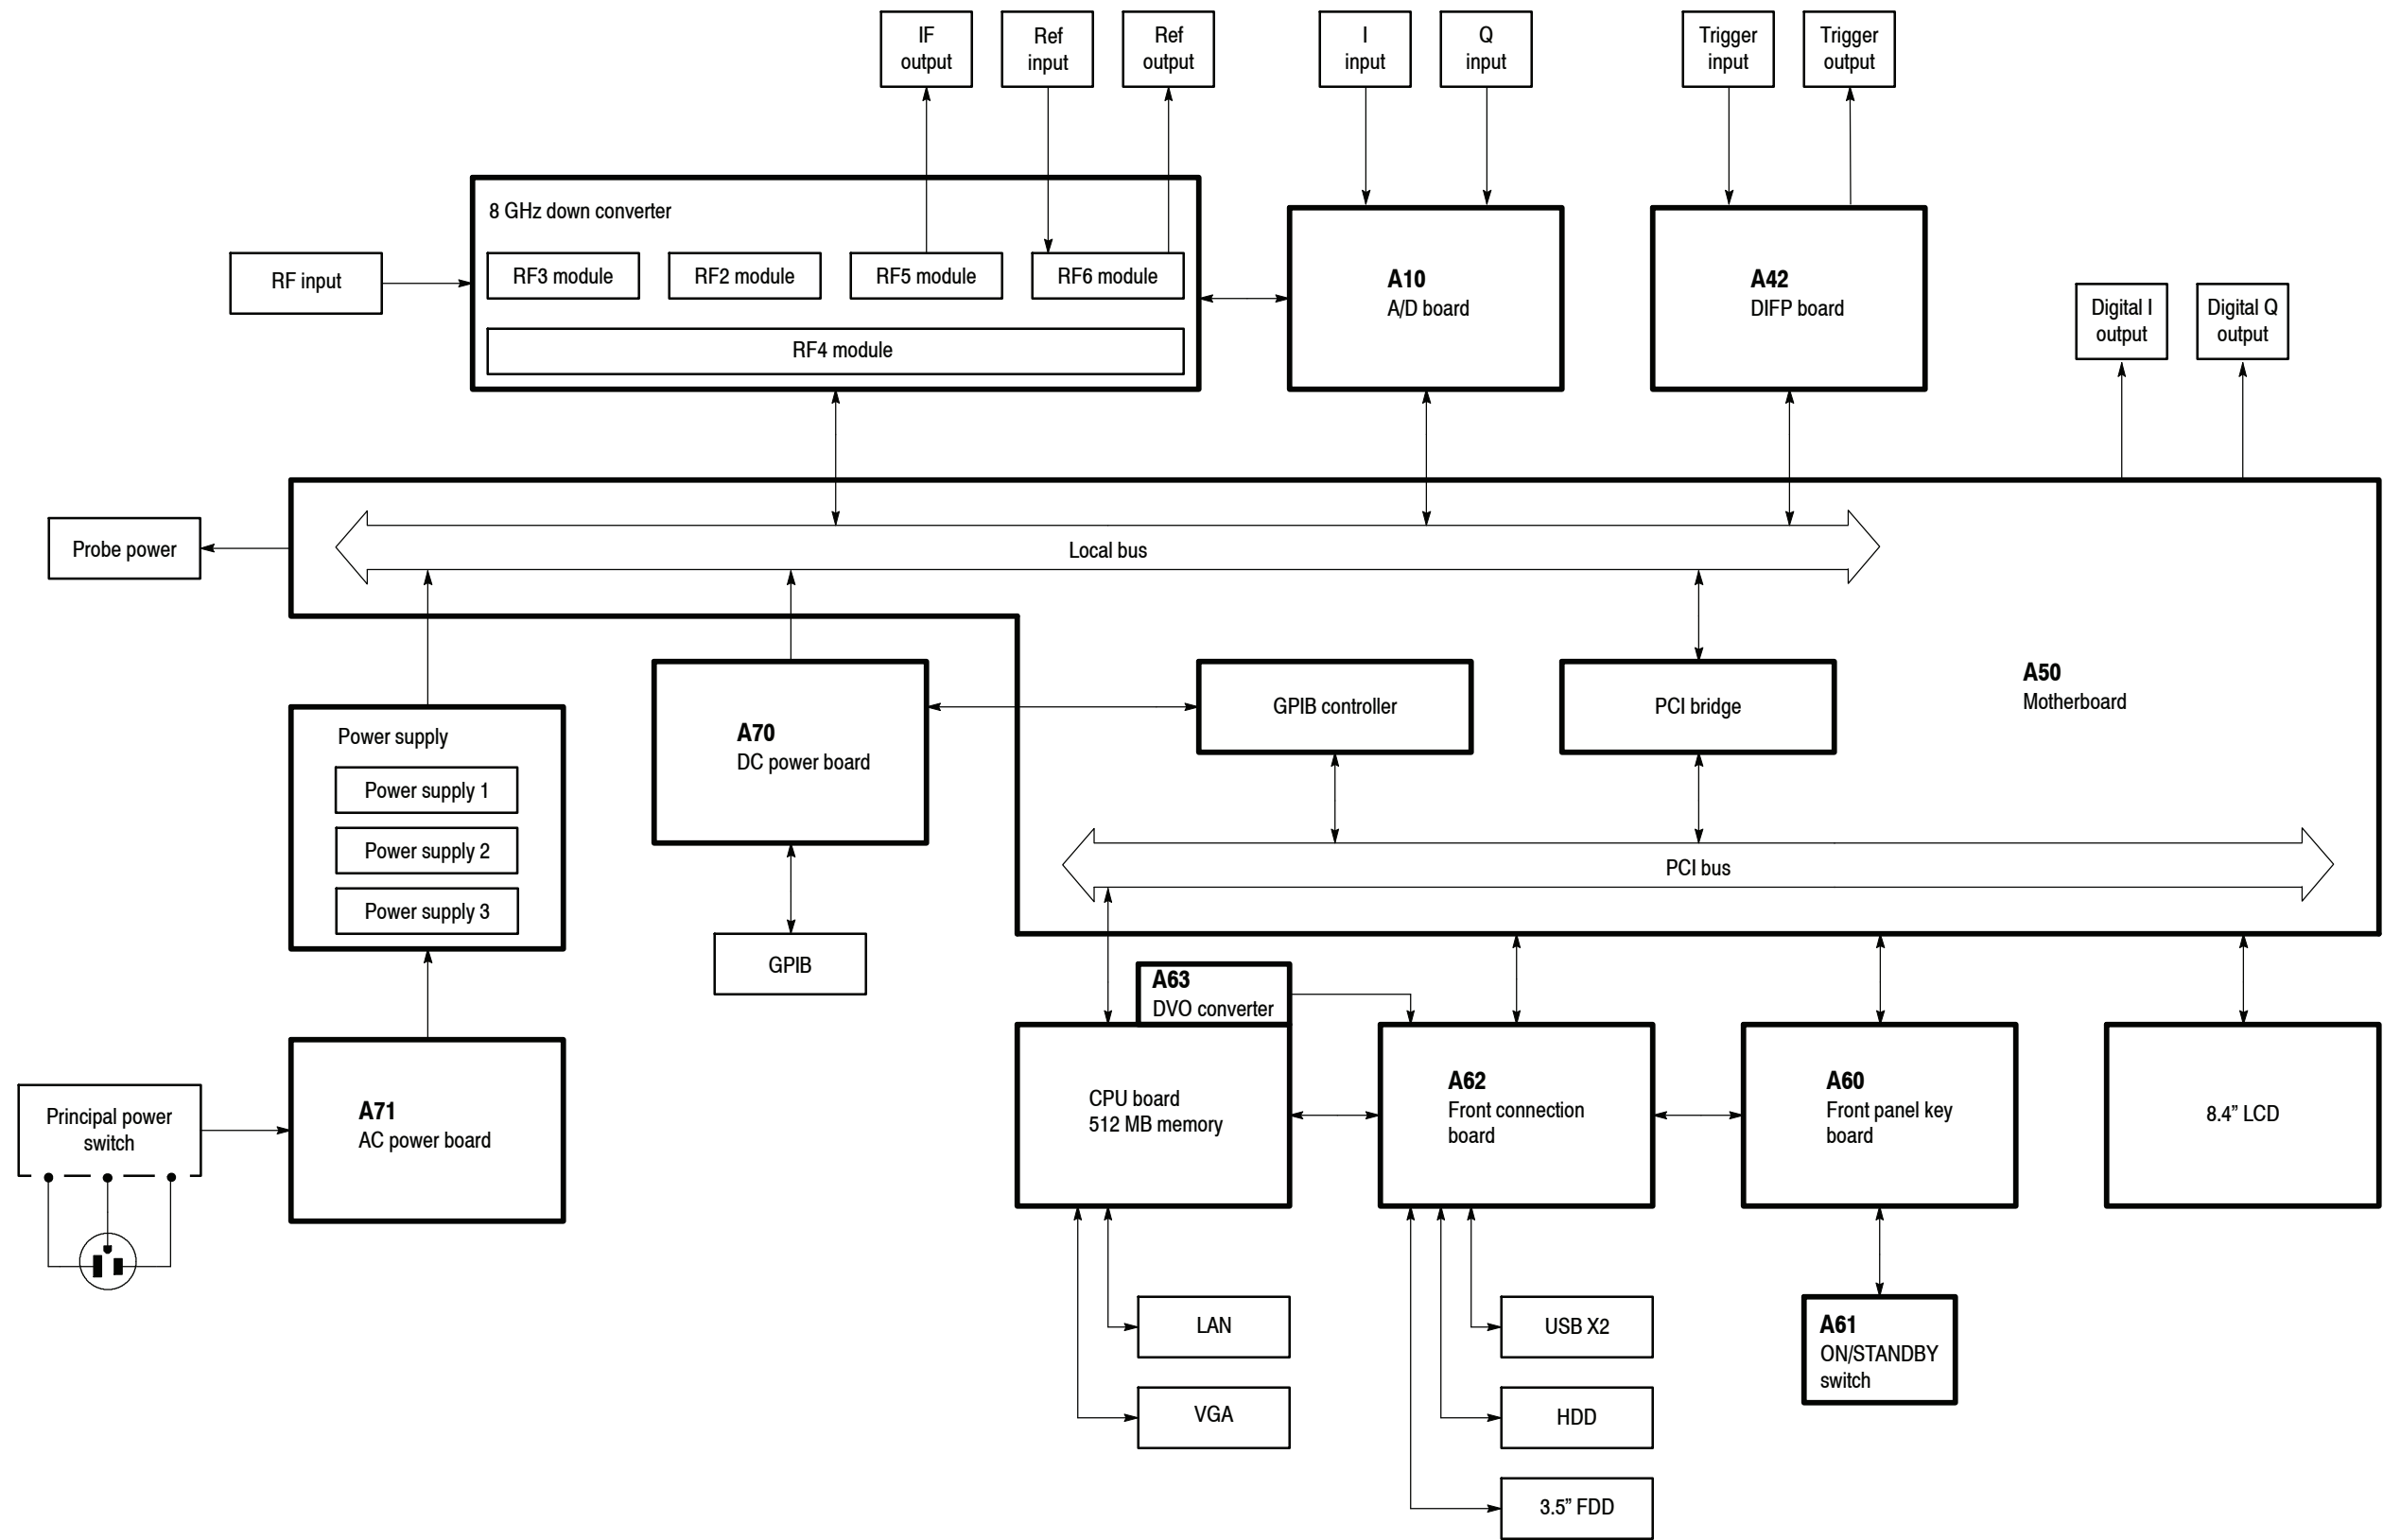 IF
output
Ref
input
Ref
output
I
input
Q
input
Trigger
input
Trigger
output
8 GHz down converter
RF input
RF3 module
RF2 module
RF5 module
RF6 module
RF4 module
A10
A/D board
A42
DIFP board
Digital I
output
Digital Q
output
Probe power
Local bus
A50
Motherboard
GPIB controller
PCI bridge
A70
DC power board
Power supply
Power supply 1
Power supply 2
Power supply 3
PCI bus
GPIB
A63
DVO converter
Principal power
switch
A71
AC power board
CPU board
512 MB memory
A62
Front connection
board
A60
Front panel key
board
8.4” LCD
LAN
VGA
USB X2
HDD
3.5” FDD
A61
ON/STANDBY
switch